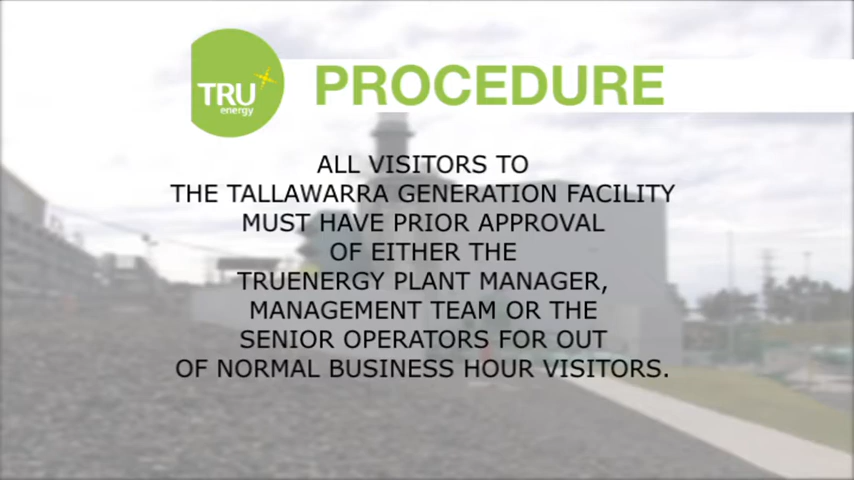 TRU
energy
PROCEDURE
ALL VISITORS TO
THE TALLAWARRA GENERATION FACILITY
MUST HAVE PRIOR APPROVAL
OF EITHER THE
TRUENERGY PLANT MANAGER,
MANAGEMENT TEAM OR THE
SENIOR OPERATORS FOR OUT
OF NORMAL BUSINESS HOUR VISITORS.